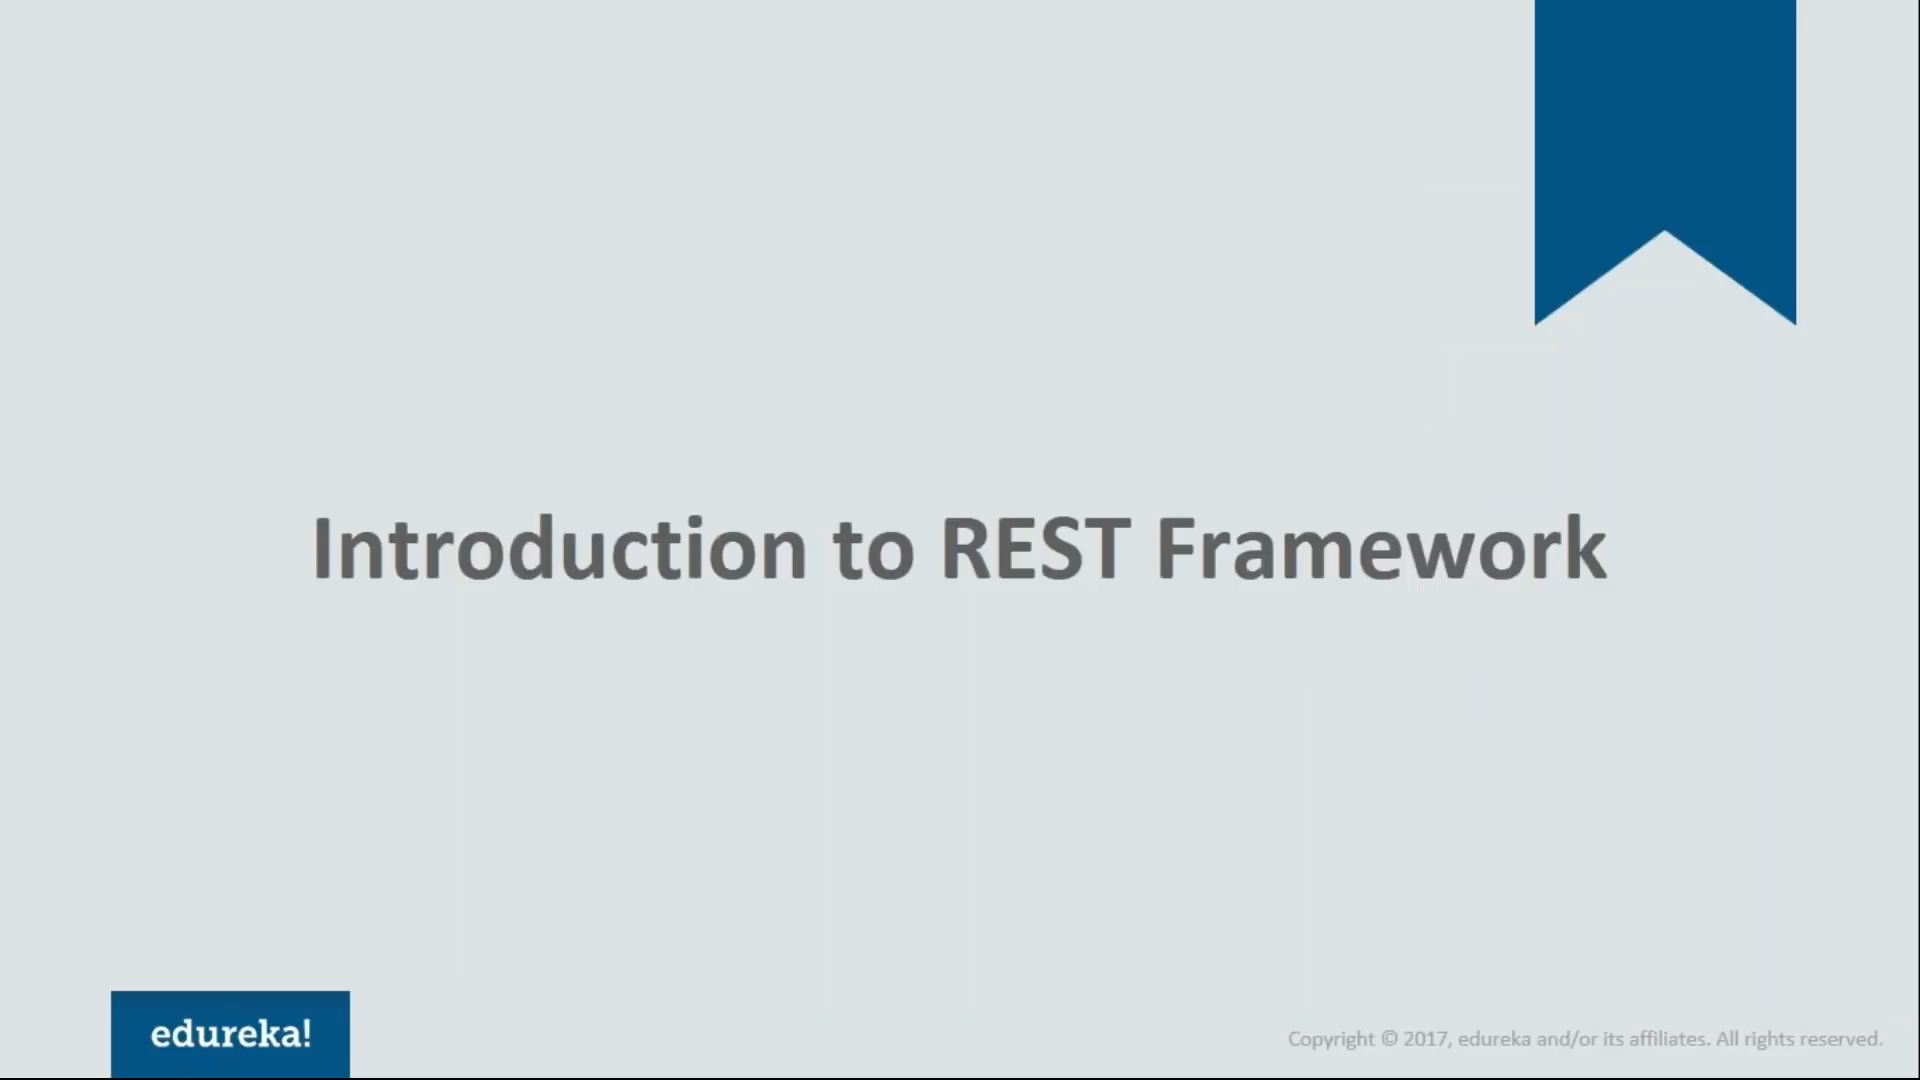 Introduction to REST Framework
edureka!
Copyright © 2017, edureka and/or its affiliates. All rights reserved.